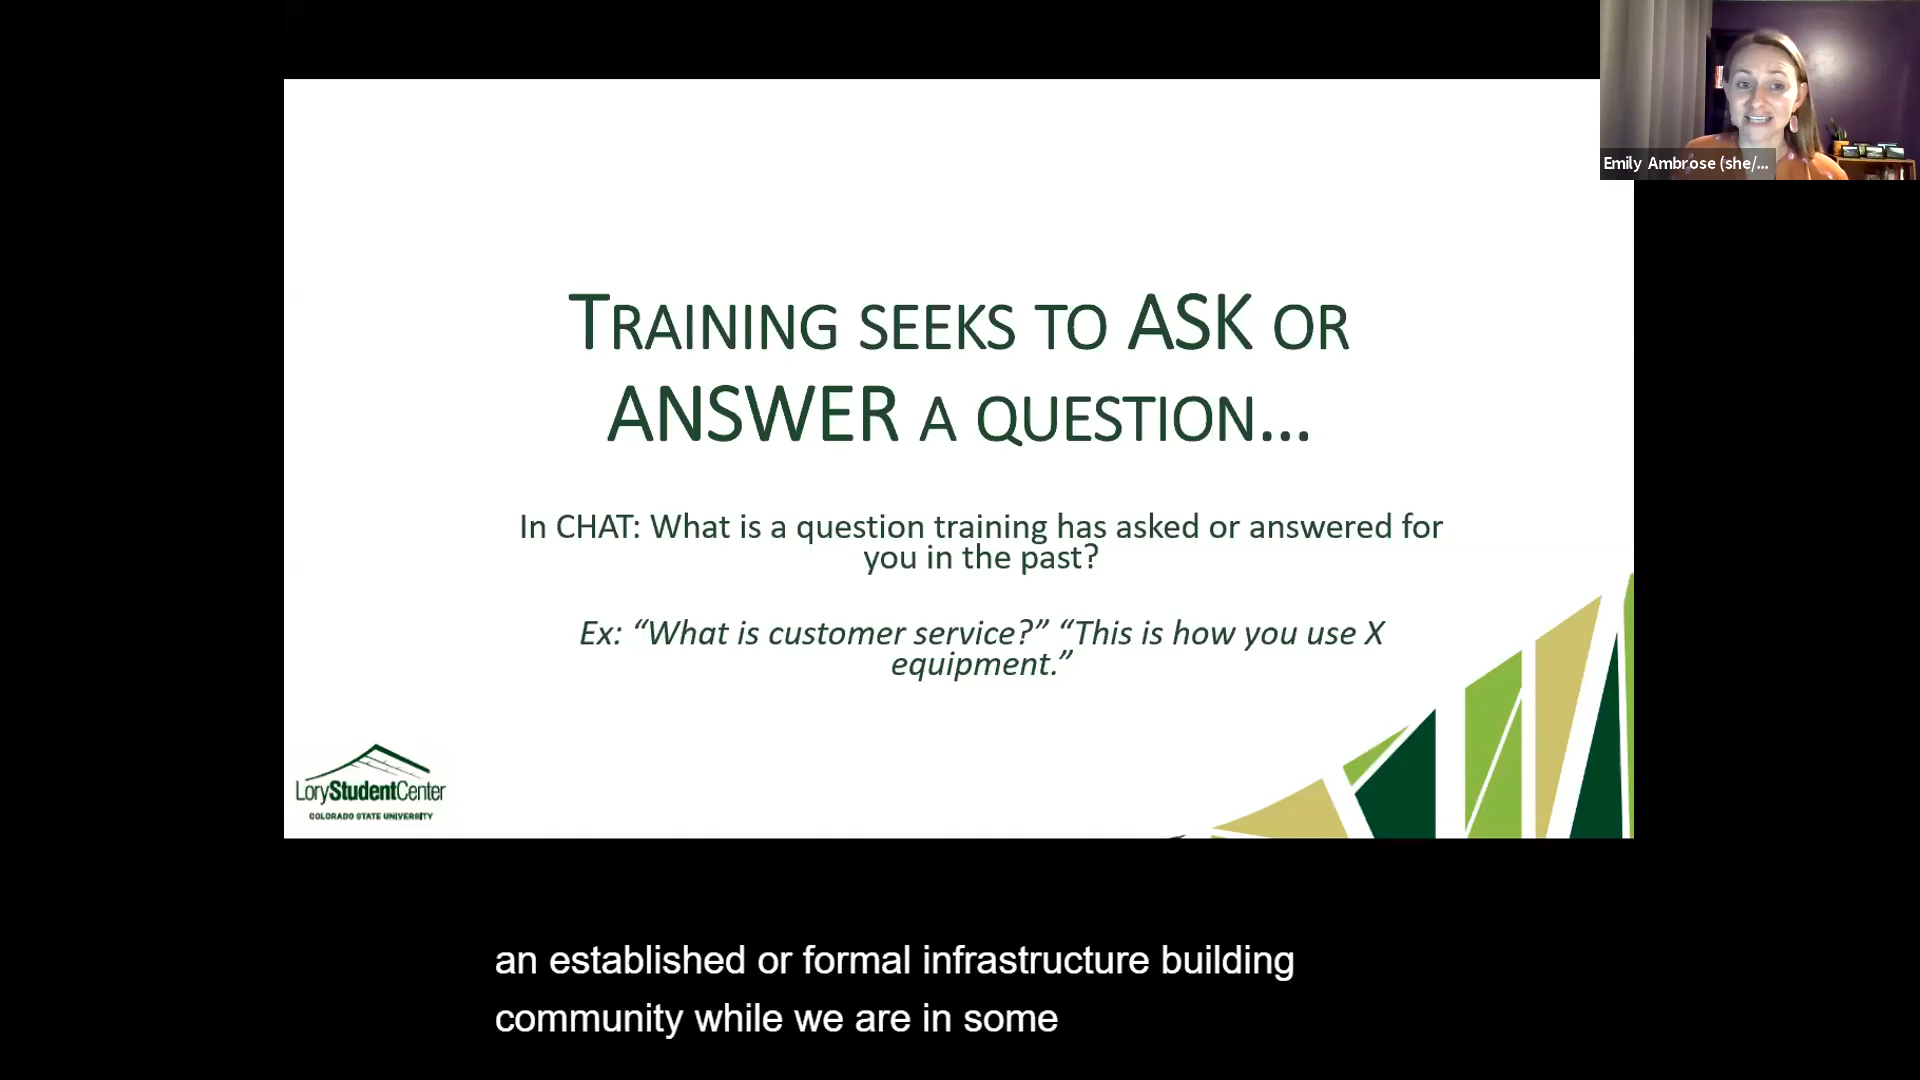 Emily Ambrose (she/...
TRAINING SEEKS TO ASK OR
ANSWER A QUESTION...
In CHAT: What is a question training has asked or answered for
you in the past?
Ex: “What is customer service?” “This is how you use X
equipment.”
LoryStudentCenter
COLORADO STATE UNIVERSITY
an established or formal infrastructure building
community while we are in some